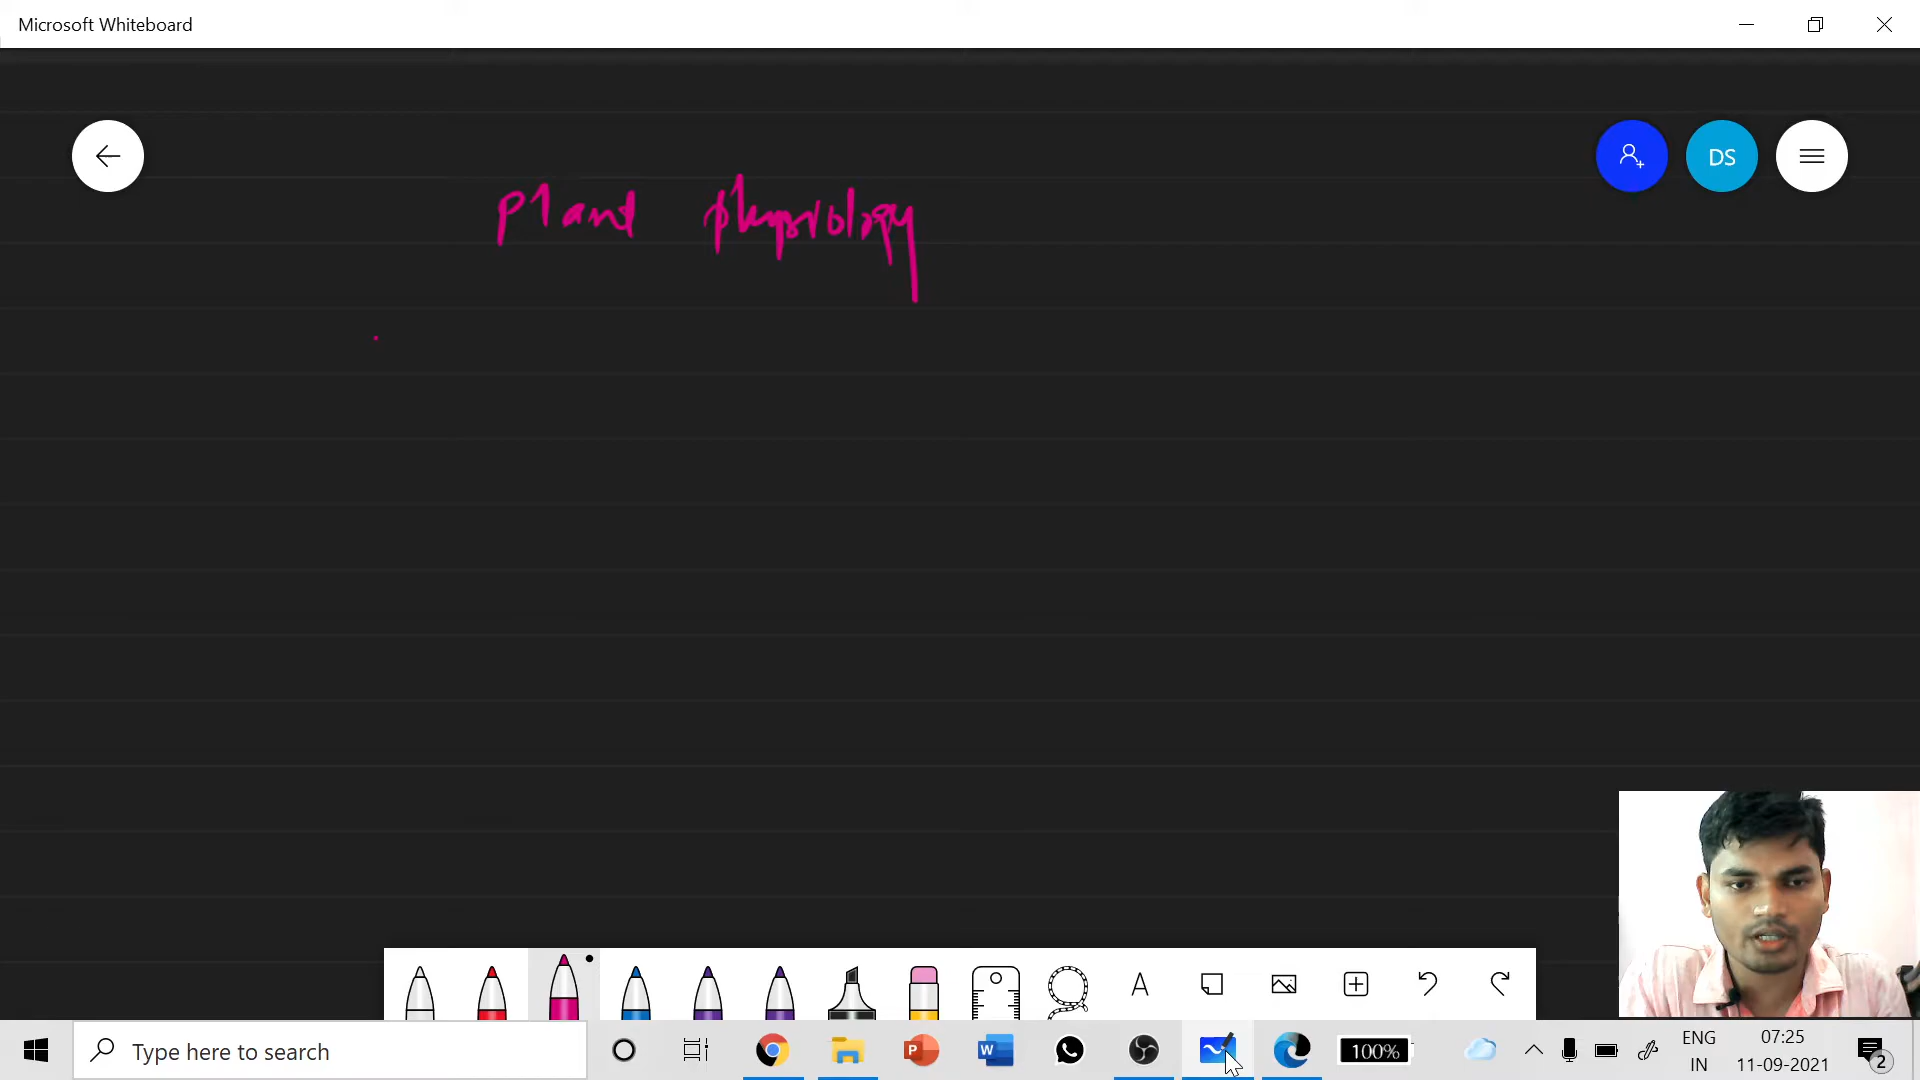 Microsoft Whiteboard
DS
plant physiology
A
Type here to search
P
W
100%
ENG
IN
07:25
11-09-2021
2